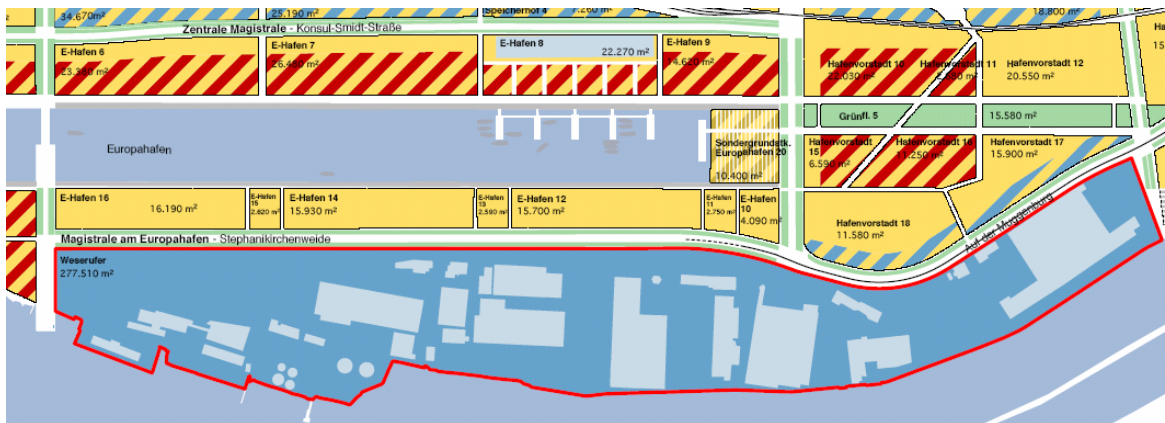 34.670m²
25.190 m²
Speicherhof 4
7.260 m²
18.800 m²
Zentrale Magistrale - Konsul-Smidt-Straße
E-Hafen 6
E-Hafen 7
26.400 m²
E-Hafen 8
22.270 m²
E-Hafen 9
14.620 m²
Hafenvorstadt 10
22.030 m²
Hafenvorstadt 11
Hafenvorstadt 12
20.550 m²
Grünfl. 5
15.580 m²
Europahafen
Sondergrundstk.
Europahafen 20
10.400 m²
Hafenvorstadt
15
6.590 m²
Hafenvorstadt 16
11.250 m²
Hafenvorstadt 17
15.900 m²
E-Hafen 16
16.190 m²
E-Hafen
15
2.620 m²
E-Hafen 14
15.930 m²
E-Hafen
13
2.590 m²
E-Hafen 12
15.700 m²
E-Hafen
11
2.750 m²
E-Hafen
10
4.090 m²
Hafenvorstadt 18
11.580 m²
Magistrale am Europahafen - Stephanikirchenweide
Auf der Muggenburg
Weserufer
277.510 m²